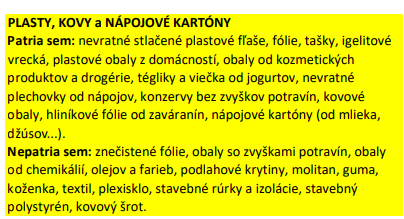 PLASTY, KOVY a NÁPOJOVÉ KARTÓNY
Patria sem: nevratné stlačené plastové fľaše, fólie, tašky, igelitové
vrecká, plastové obaly z domácností, obaly od kozmetických
produktov a drogérie, tégliky a viečka od jogurtov, nevratné
plechovky od nápojov, konzervy bez zvyškov potravín, kovové
obaly, hliníkové fólie od zaváranín, nápojové kartóny (od mlieka,
džúsov...).
Nepatria sem: znečistené fólie, obaly so zvyškami potravín, obaly
od chemikálií, olejov a farieb, podlahové krytiny, molitan, guma,
koženka, textil, plexisklo, stavebné rúrky a izolácie, stavebný
polystyrén, kovový šrot.